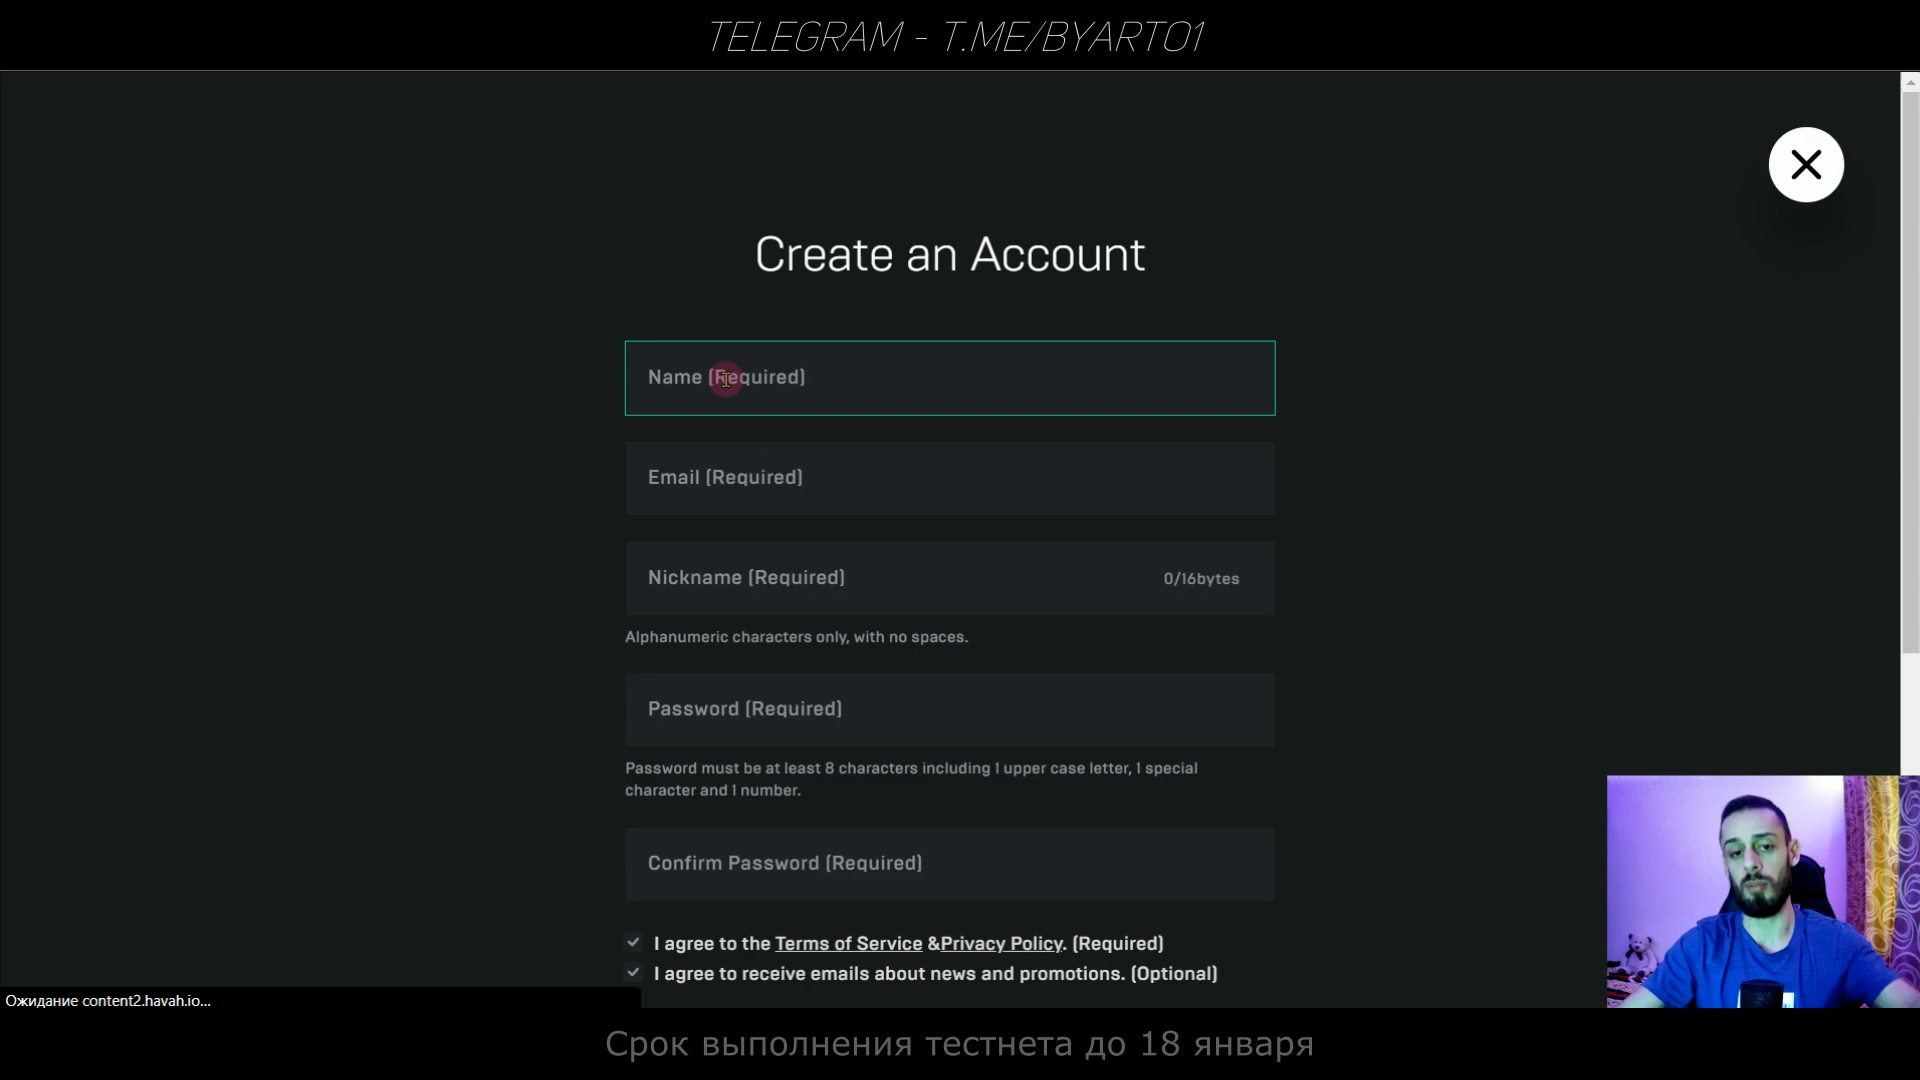 TELEGRAM - T.ME/BYARTO1
Create an Account
Name (Required)
Email (Required)
Nickname (Required)
0/16bytes
Alphanumeric characters only, with no spaces.
Password (Required)
Password must be at least 8 characters including 1 upper case letter, 1 special
character and 1 number.
Confirm Password (Required)
I agree to the Terms of Service &Privacy Policy. (Required)
I agree to receive emails about news and promotions. (Optional)
Ожидание content2.havah.io...
Срок выполнения тестнета до 18 января